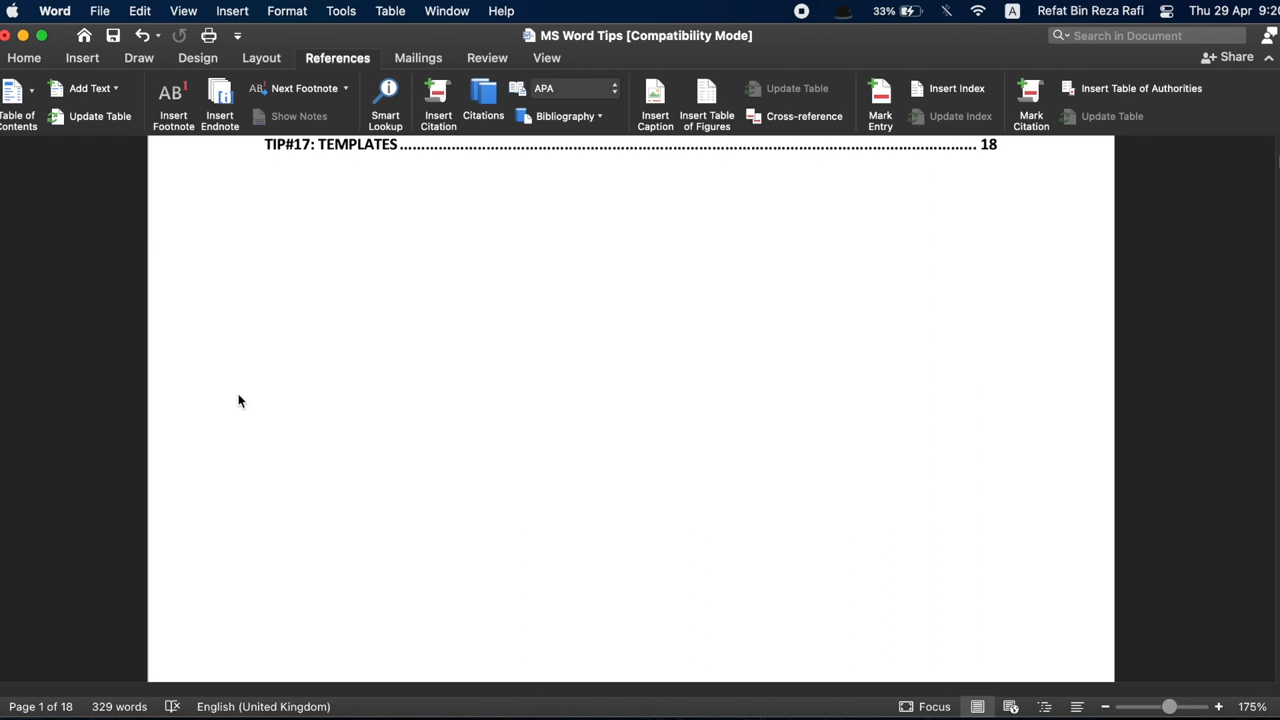 Word File Edit View Insert Format Tools Table Window Help 33% A Refat Bin Reza Rafi Thu 29 Apr 9:20
MS Word Tips [Compatibility Mode] Search in Document
Home Insert Draw Design Layout References Mailings Review View Share
Table of Contents
Add Text
Update Table
AB1
Insert Footnote
Insert Endnote
AB1 Next Footnote
Show Notes
Smart Lookup
Insert Citation
Citations
APA
Bibliography
Insert Caption
Insert Table of Figures
Update Table
Cross-reference
Mark Entry
Insert Index
Update Index
Mark Citation
Insert Table of Authorities
Update Table
TIP#17: TEMPLATES.......................................................................................................................... 18
Page 1 of 18 329 words English (United Kingdom) Focus 175%